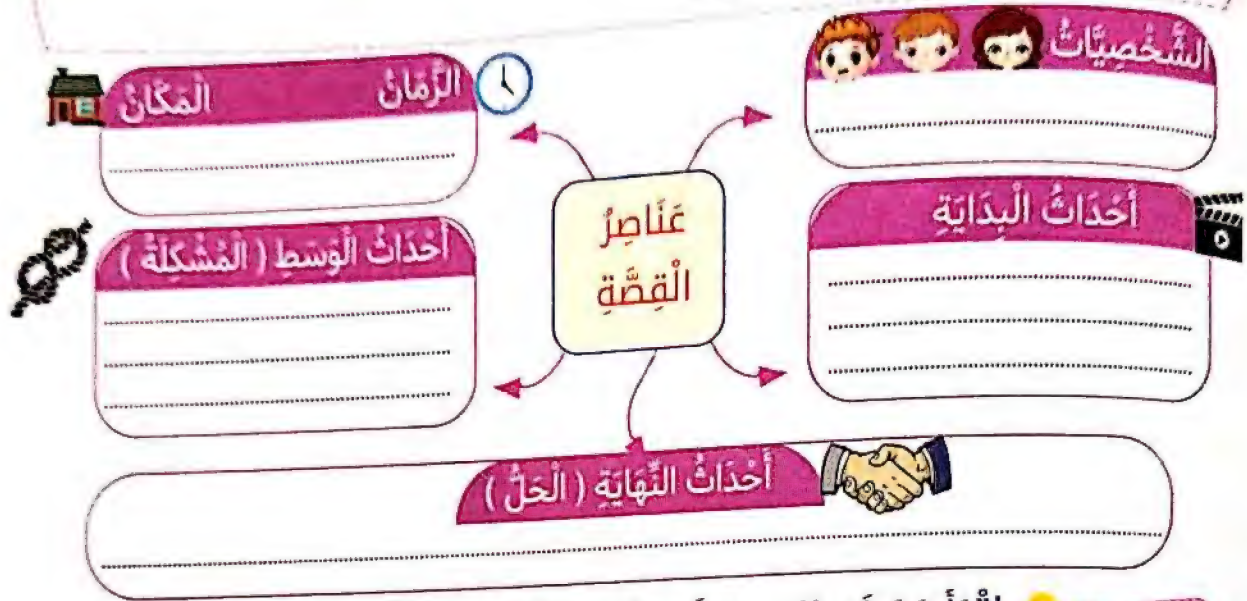 الشَّخْصِيَّاتُ
الزَّمَانُ الْمَكَانُ
عَنَاصِرُ
الْقِصَّةِ
أَحْدَاثُ الْبِدَايَةِ
أَحْدَاثُ الْوَسَطِ ( الْمُشْكِلَةُ )
أَحْدَاثُ النِّهَايَةِ ( الْحَلُّ )